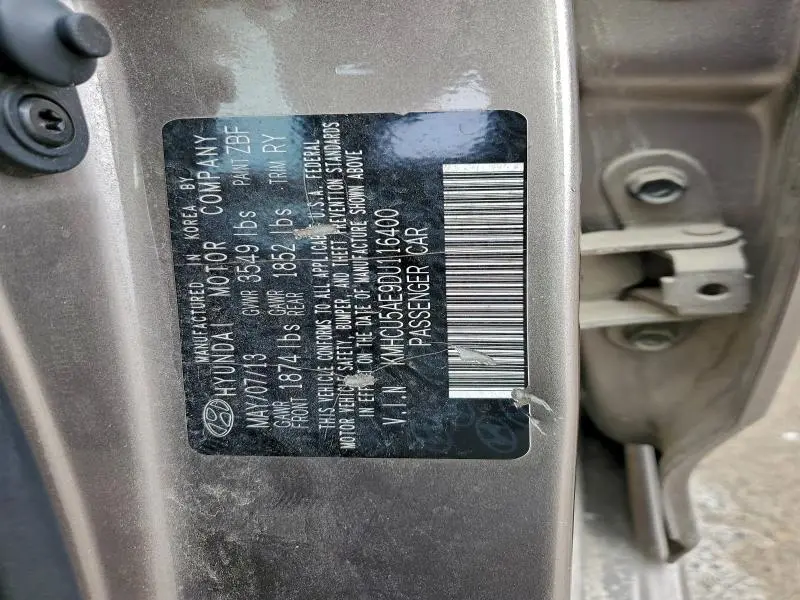 MANUFACTURED IN KOREA BY
HYUNDAI MOTOR COMPANY
MAY/07/13 GVWR 3549 lbs PAINT ZBF
GAWR FRONT 1874 lbs GAWR REAR 1852 lbs TRIM RY
THIS VEHICLE CONFORMS TO ALL APPLICABLE U.S.A. FEDERAL
MOTOR VEHICLE SAFETY, BUMPER, AND THEFT PREVENTION STANDARDS
IN EFFECT ON THE DATE OF MANUFACTURE SHOWN ABOVE
V.I.N KMHCU5AE9DU116400
PASSENGER CAR